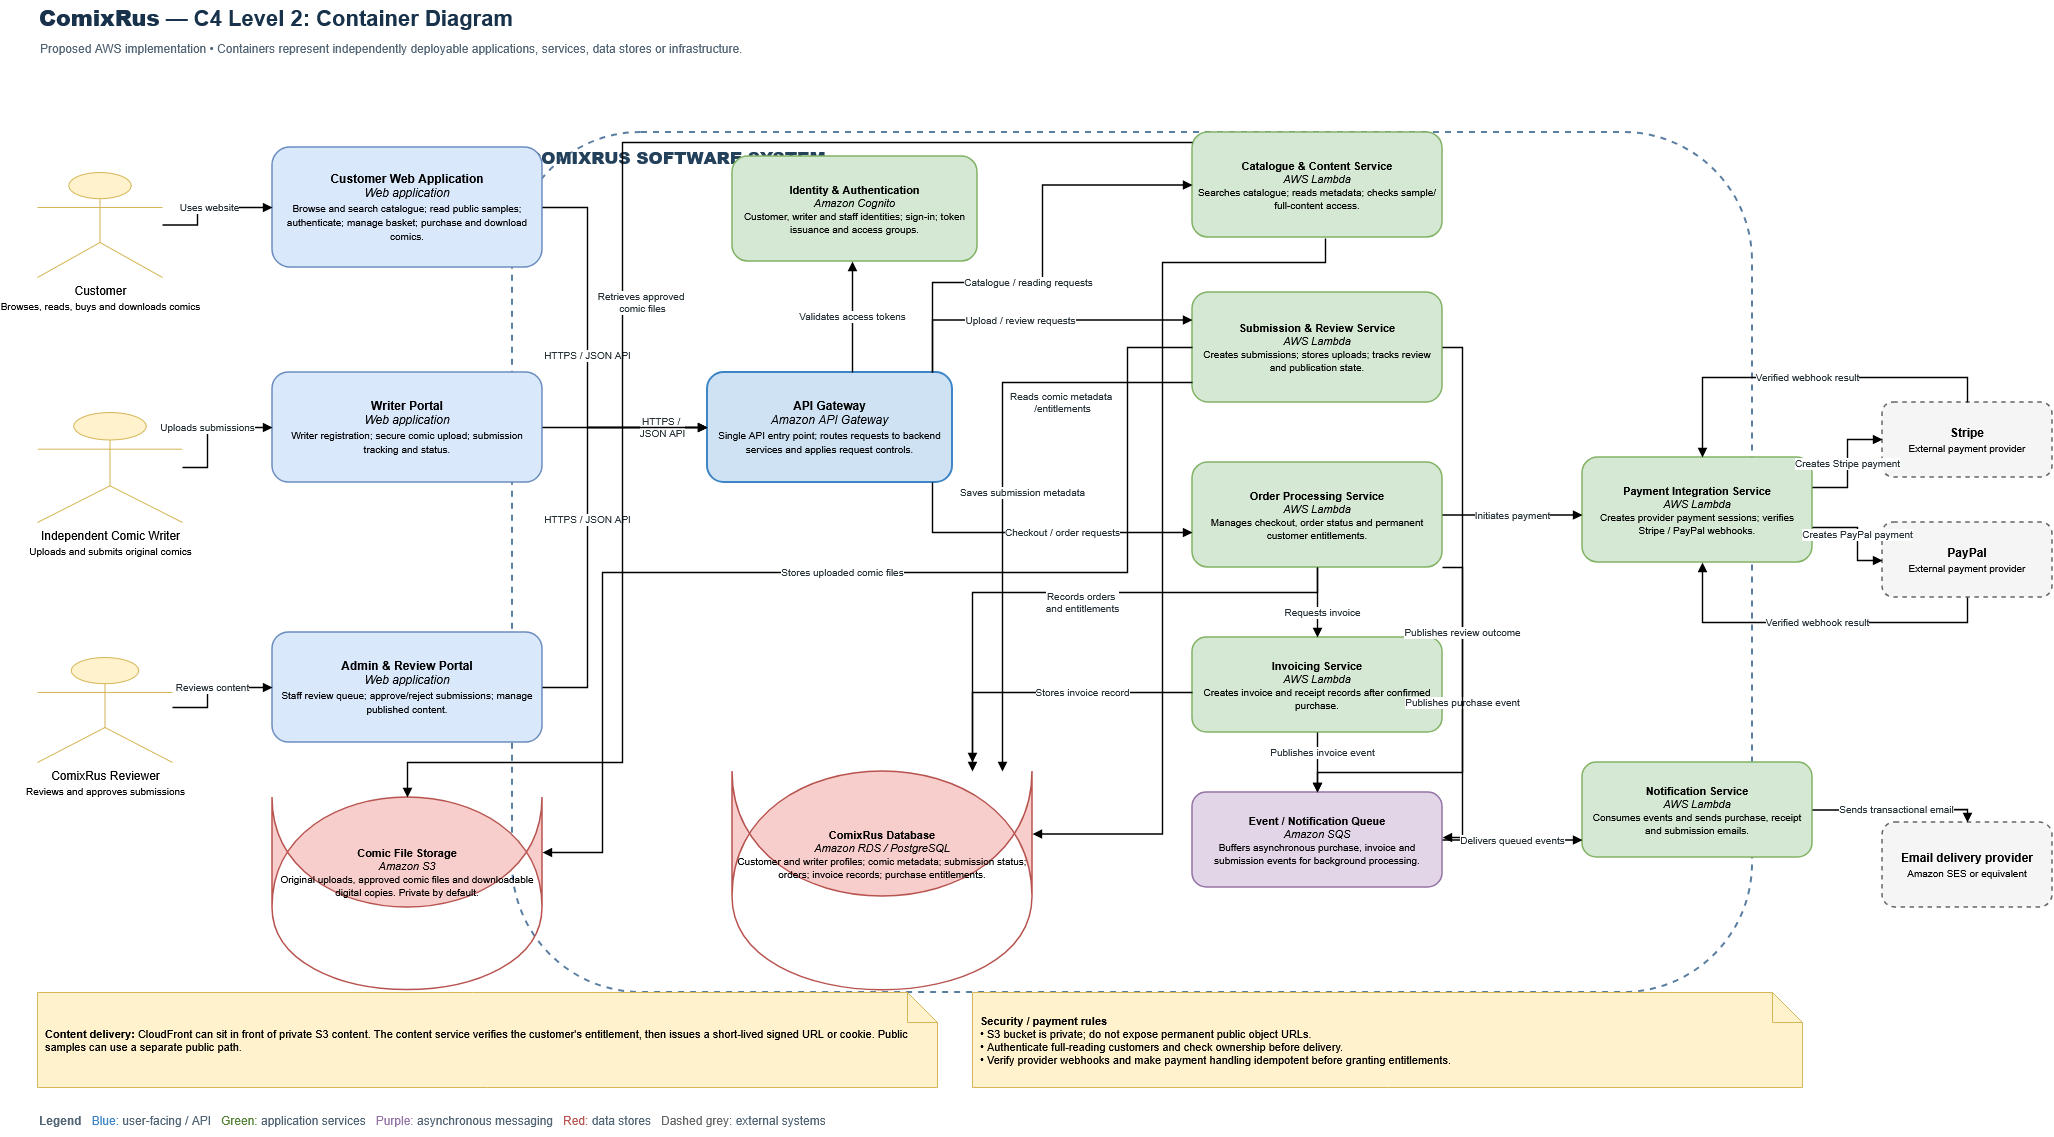 ComixRus — C4 Level 2: Container Diagram
Proposed AWS implementation • Containers represent independently deployable applications, services, data stores or infrastructure.
OMIXRUS SOFTWARE SYSTEM
Customer Web Application
Web application
Browse and search catalogue; read public samples;
authenticate; manage basket; purchase and download
comics.
Uses website
Customer
Browses, reads, buys and downloads comics
Identity & Authentication
Amazon Cognito
Customer, writer and staff identities; sign-in; token
issuance and access groups.
Catalogue & Content Service
AWS Lambda
Searches catalogue; reads metadata; checks sample/
full-content access.
Retrieves approved
comic files
Catalogue / reading requests
Validates access tokens
Upload / review requests
HTTPS / JSON API
Submission & Review Service
AWS Lambda
Creates submissions; stores uploads; tracks review
and publication state.
Verified webhook result
Writer Portal
Web application
Writer registration; secure comic upload; submission
tracking and status.
Uploads submissions
Independent Comic Writer
Uploads and submits original comics
HTTPS /
JSON API
API Gateway
Amazon API Gateway
Single API entry point; routes requests to backend
services and applies request controls.
Reads comic metadata
/entitlements
Stripe
External payment provider
Creates Stripe payment
Saves submission metadata
Order Processing Service
AWS Lambda
Manages checkout, order status and permanent
customer entitlements.
Initiates payment
Payment Integration Service
AWS Lambda
Creates provider payment sessions; verifies
Stripe / PayPal webhooks.
HTTPS / JSON API
Checkout / order requests
Creates PayPal payment
PayPal
External payment provider
Stores uploaded comic files
Records orders
and entitlements
Requests invoice
Publishes review outcome
Verified webhook result
Admin & Review Portal
Web application
Staff review queue; approve/reject submissions; manage
published content.
Reviews content
ComixRus Reviewer
Reviews and approves submissions
Invoicing Service
AWS Lambda
Creates invoice and receipt records after confirmed
purchase.
Stores invoice record
Publishes purchase event
Publishes invoice event
Comic File Storage
Amazon S3
Original uploads, approved comic files and downloadable
digital copies. Private by default.
ComixRus Database
Amazon RDS / PostgreSQL
Customer and writer profiles; comic metadata; submission status;
orders; invoice records; purchase entitlements.
Event / Notification Queue
Amazon SQS
Buffers asynchronous purchase, invoice and
submission events for background processing.
Delivers queued events
Notification Service
AWS Lambda
Consumes events and sends purchase, receipt
and submission emails.
Sends transactional email
Email delivery provider
Amazon SES or equivalent
Content delivery: CloudFront can sit in front of private S3 content. The content service verifies the customer's entitlement, then issues a short-lived signed URL or cookie. Public
samples can use a separate public path.
Security / payment rules
• S3 bucket is private; do not expose permanent public object URLs.
• Authenticate full-reading customers and check ownership before delivery.
• Verify provider webhooks and make payment handling idempotent before granting entitlements.
Legend Blue: user-facing / API Green: application services Purple: asynchronous messaging Red: data stores Dashed grey: external systems